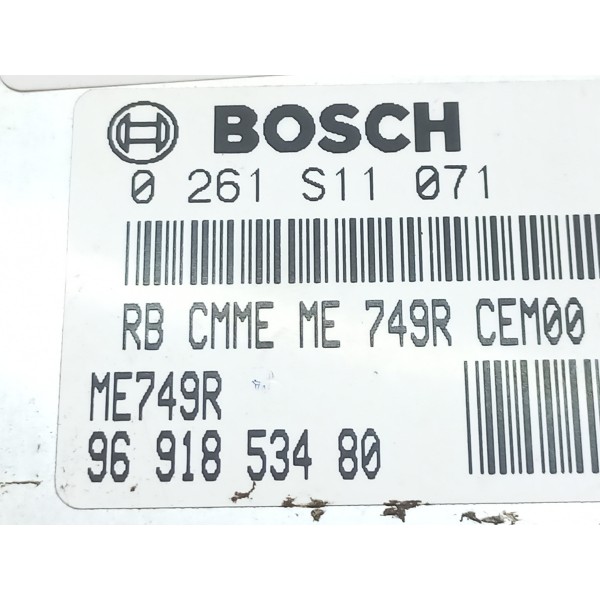 BOSCH
0 261 S11 071
RB CMME ME 749R CEM00
ME749R
96 918 534 80